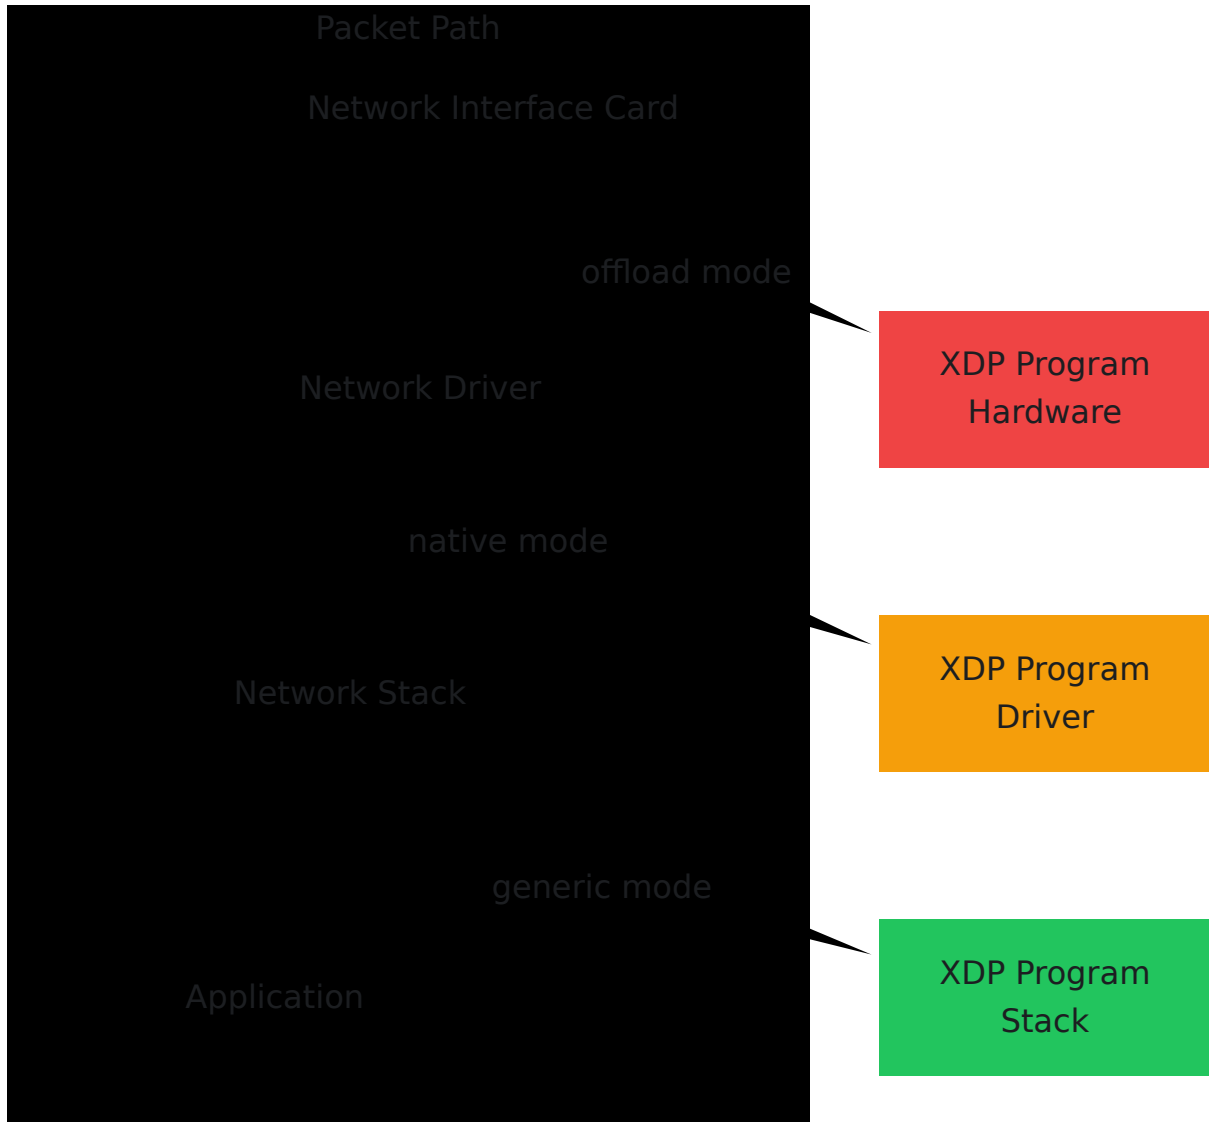 Packet Path
Network Interface Card
offload mode
XDP Program
Hardware
Network Driver
native mode
XDP Program
Driver
Network Stack
generic mode
XDP Program
Stack
Application